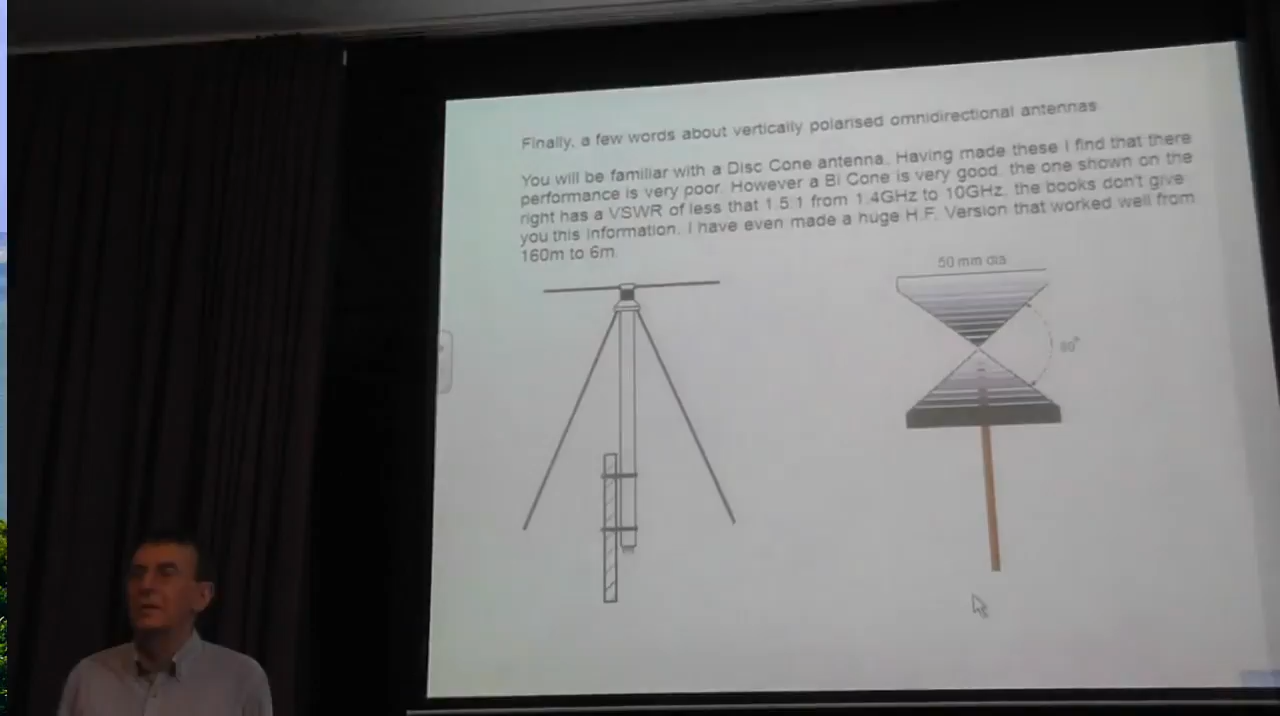 Finally, a few words about vertically polarised omnidirectional antennas
You will be familiar with a Disc Cone antenna. Having made these I find that there
performance is very poor. However a Bi Cone is very good, the one shown on the
right has a VSWR of less that 1.5:1 from 1.4GHz to 10GHz, the books don't give
you this information. I have even made a huge H.F. Version that worked well from
160m to 6m.
50 mm dia